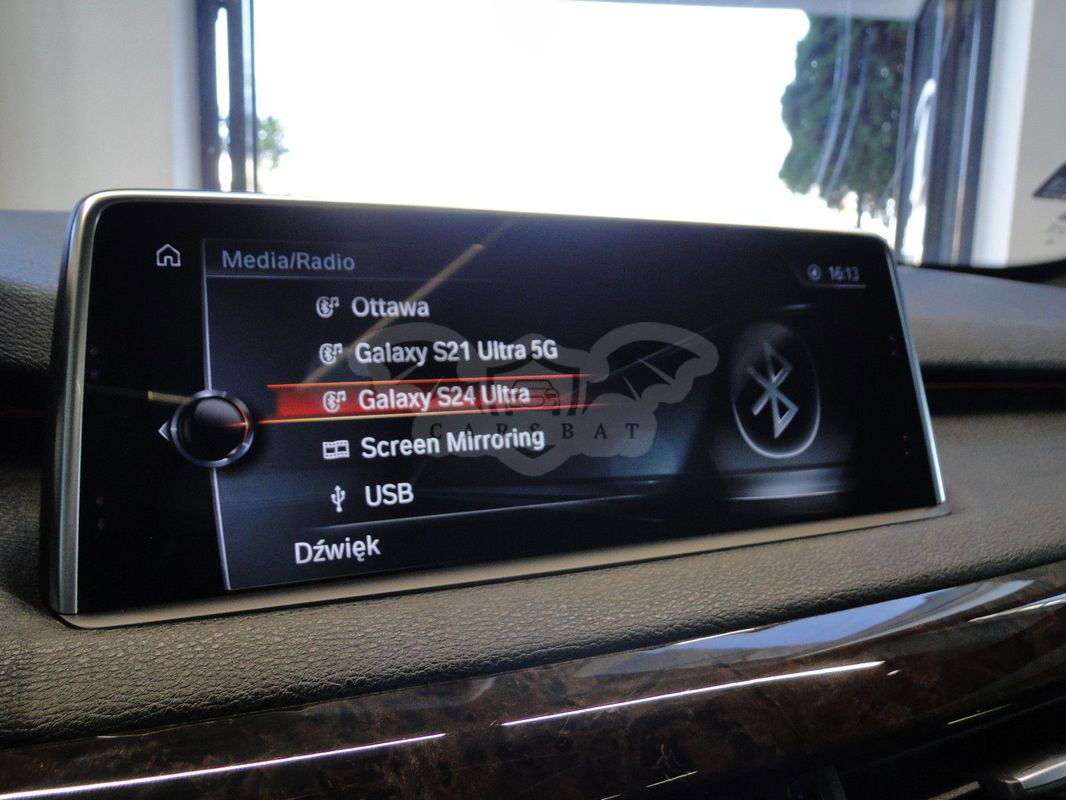 Media/Radio
16:13
Ottawa
Galaxy S21 Ultra 5G
Galaxy S24 Ultra
Screen Mirroring
CARSBAT
USB
Dźwięk